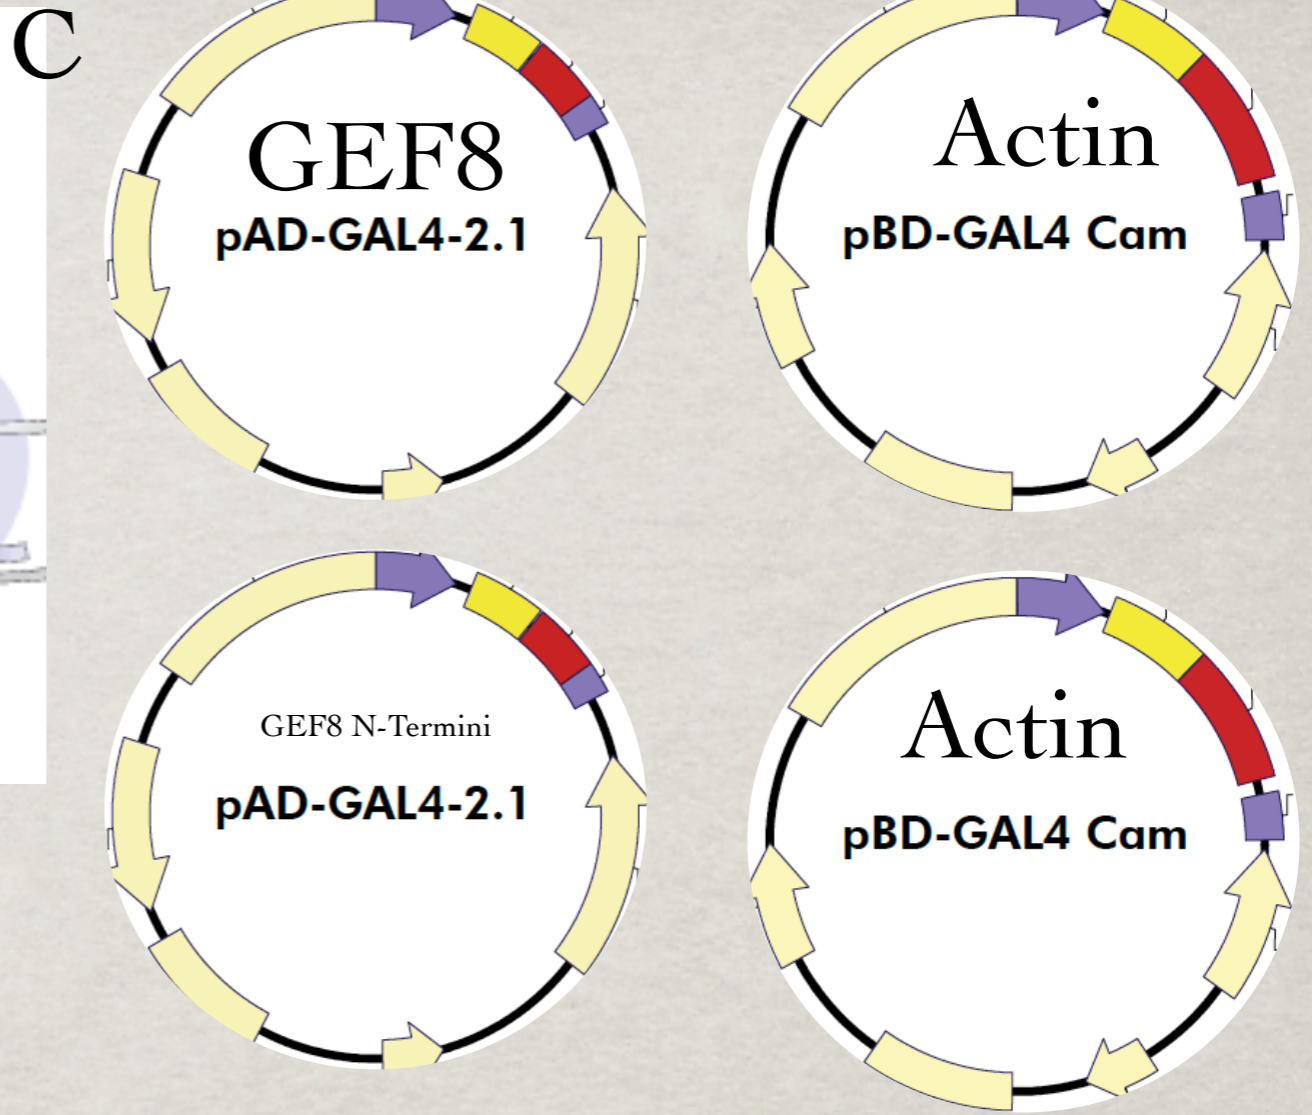 C
GEF8
pAD-GAL4-2.1
Actin
pBD-GAL4 Cam
GEF8 N-Termini
pAD-GAL4-2.1
Actin
pBD-GAL4 Cam